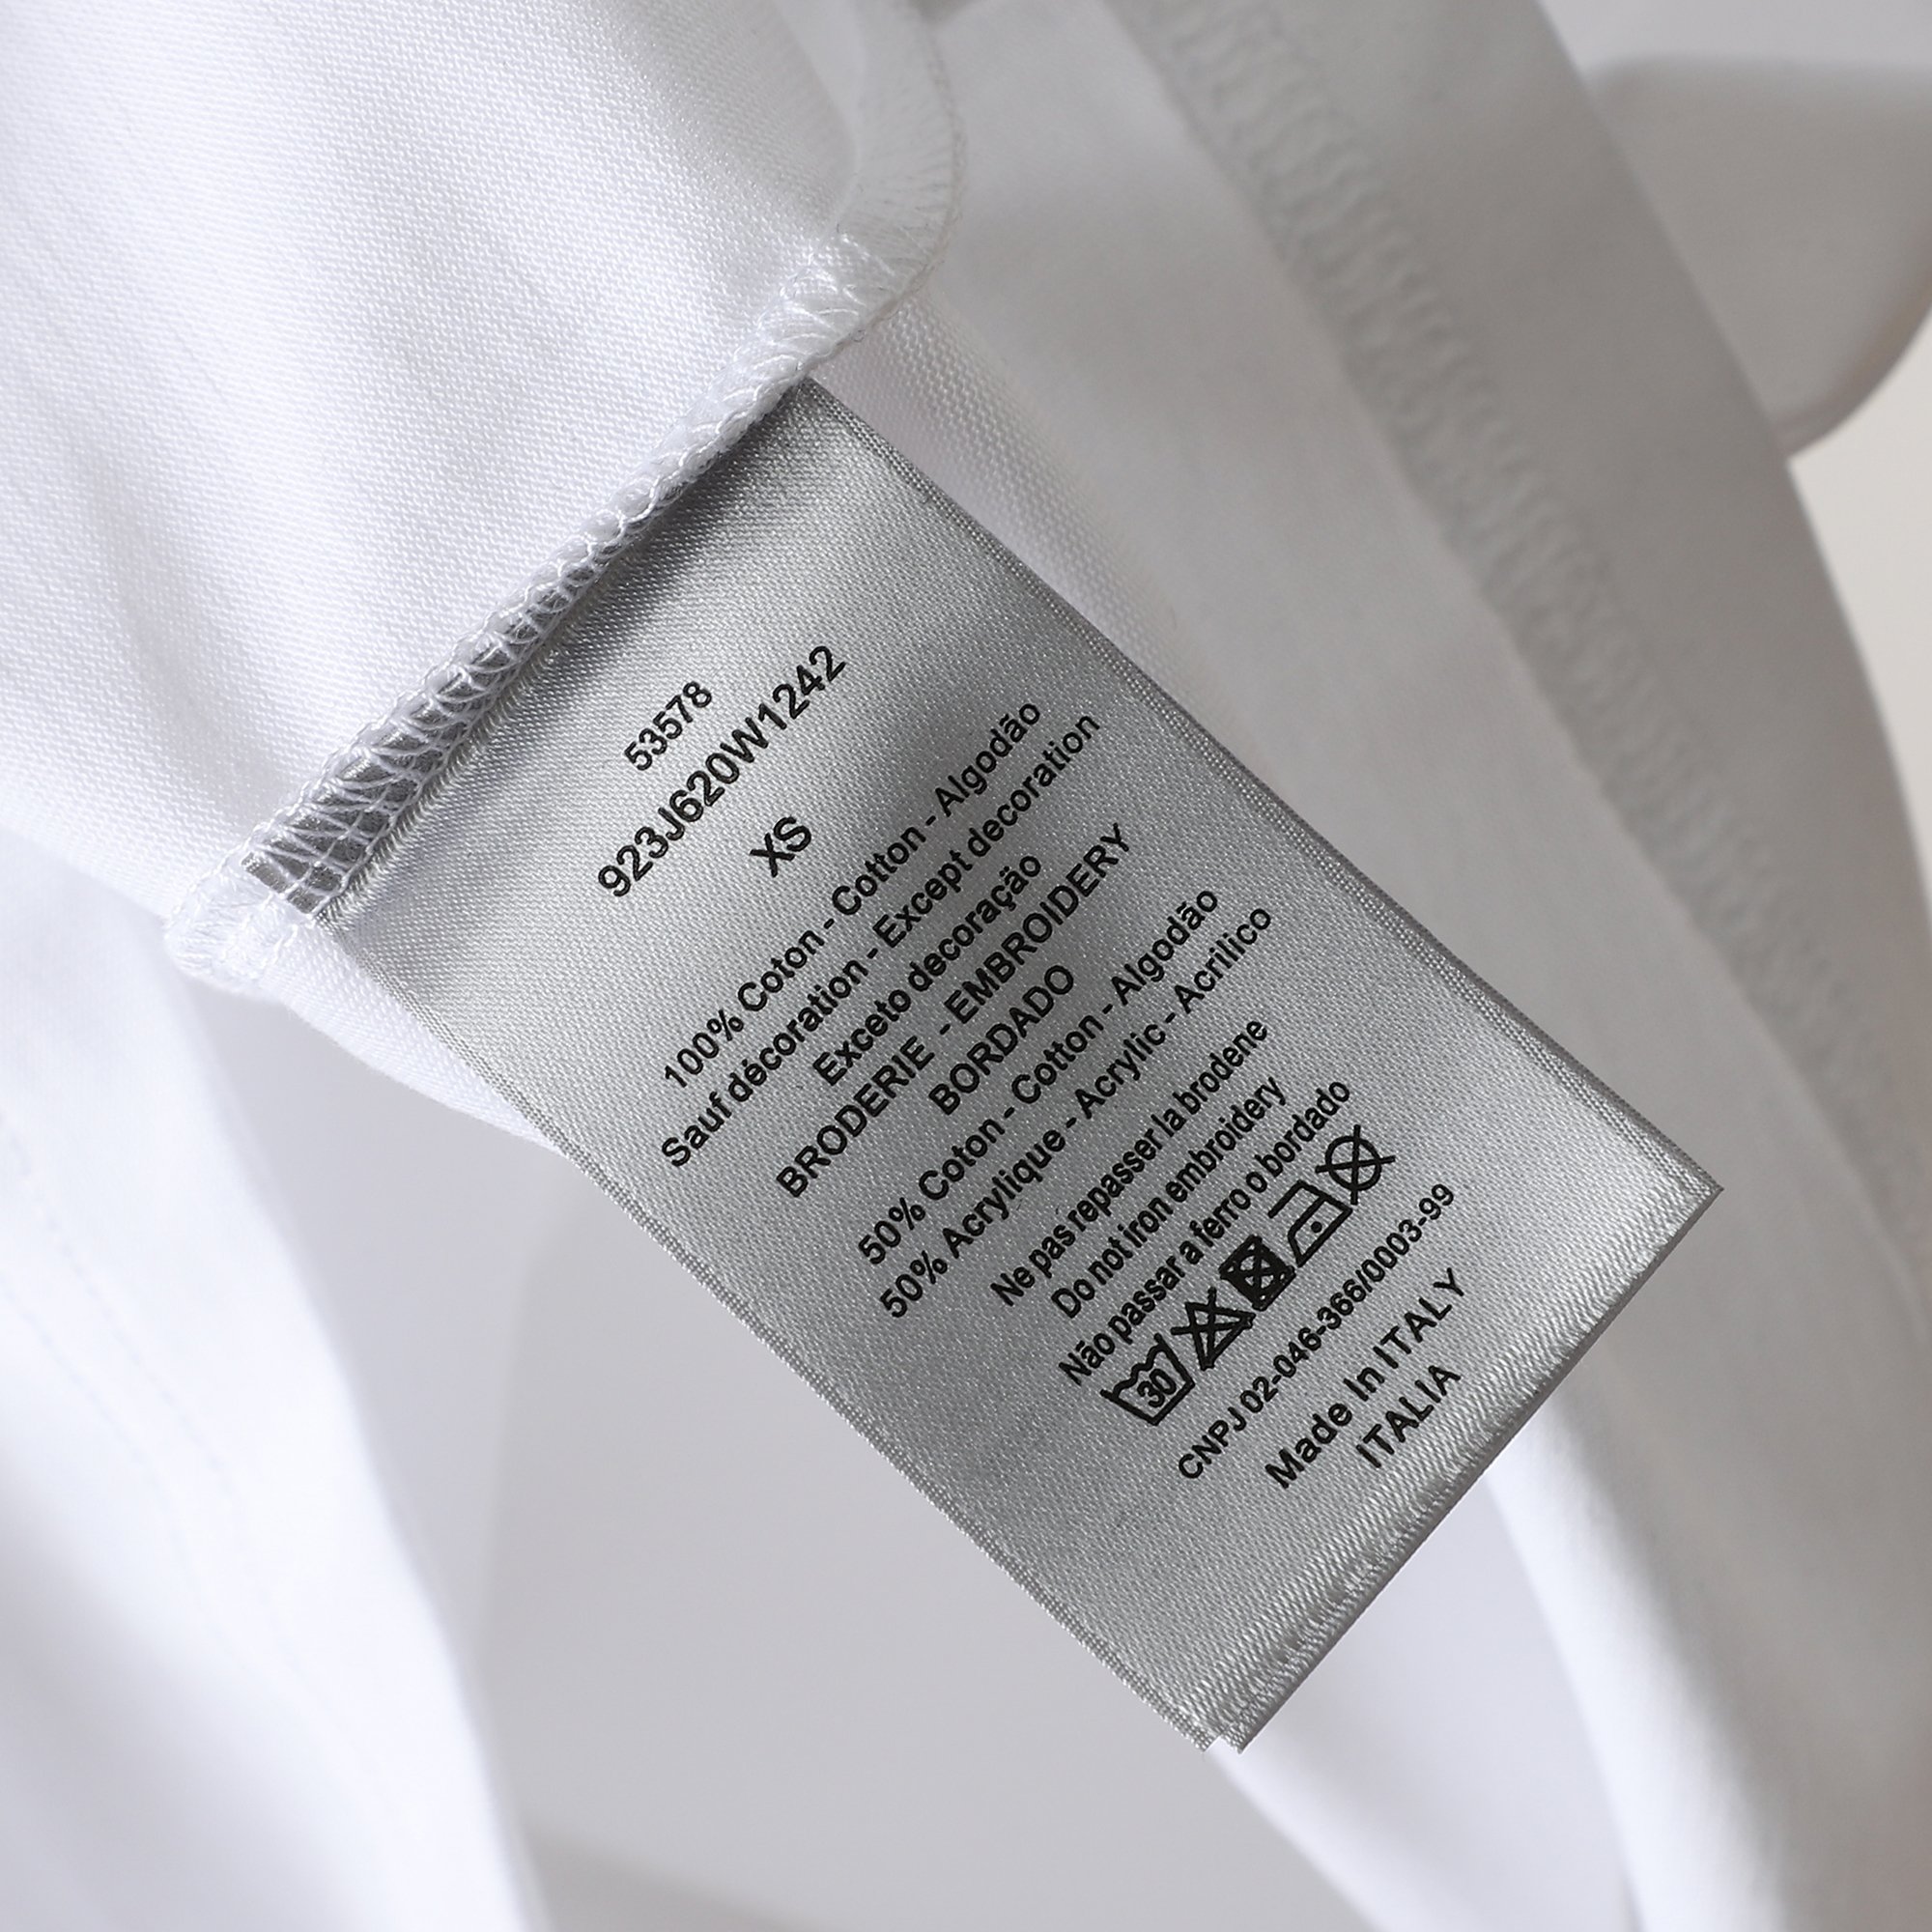 53578
923J620W1242
XS
100% Coton - Cotton - Algodão
Sauf décoration - Except decoration
Exceto decoração
BRODERIE - EMBROIDERY
BORDADO
50% Coton - Cotton - Algodão
50% Acrylique - Acrylic - Acrilico
Ne pas repasser la brodene
Do not iron embroidery
Não passar a ferro o bordado
30
CNPJ 02-046-366/0003-99
Made In ITALY
ITALIA